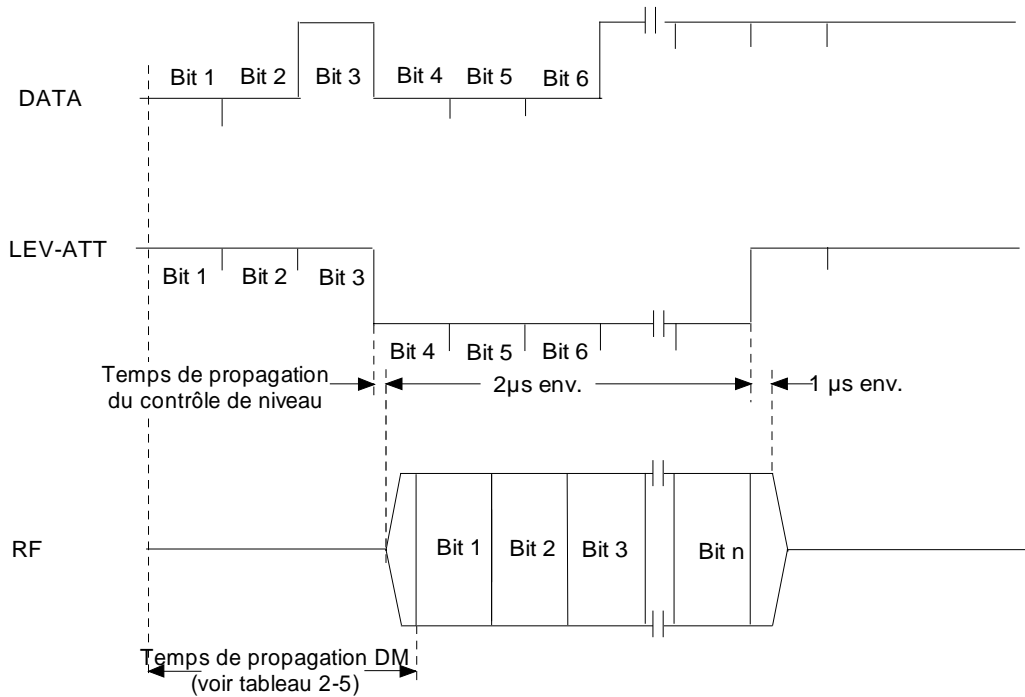 Bit 1 Bit 2 Bit 3 Bit 4 Bit 5 Bit 6
DATA
LEV-ATT
Bit 1 Bit 2 Bit 3
Bit 4 Bit 5 Bit 6
Temps de propagation
du contrôle de niveau
2µs env.
1 µs env.
RF
Bit 1 Bit 2 Bit 3 Bit n
Temps de propagation DM
(voir tableau 2-5)